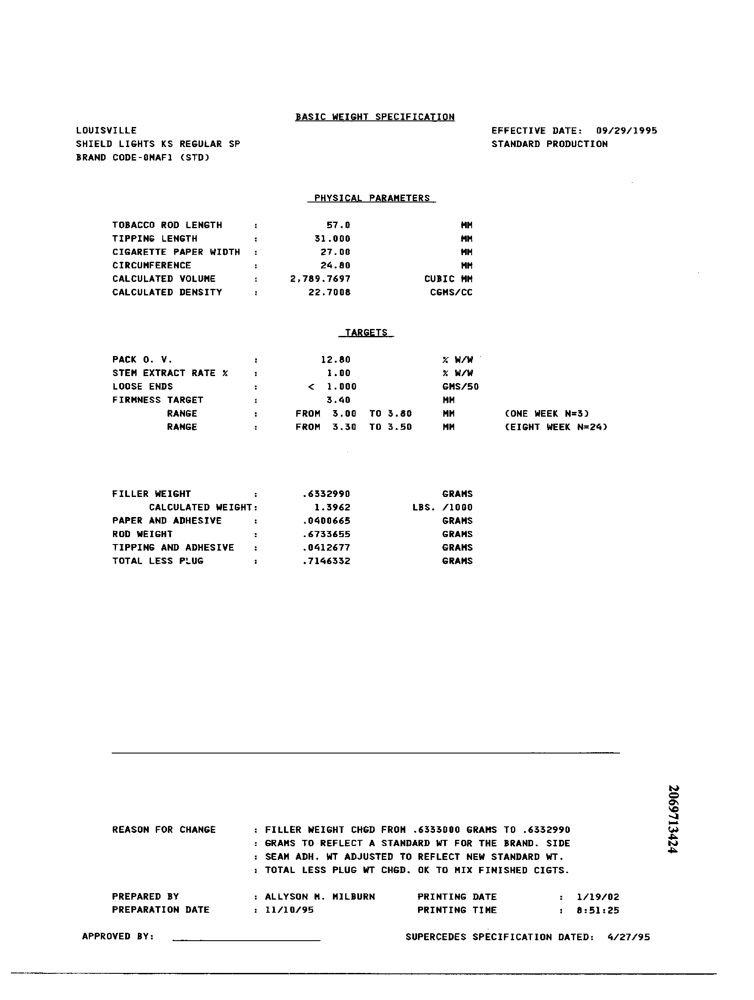 BASIC WEIGHT SPECIFICATION
LOUISVILLE EFFECTIVE DATE: 09/29/1995
SHIELD LIGHTS KS REGULAR SP STANDARD PRODUCTION
BRAND CODE-0MAF1 (STD)
PHYSICAL PARAMETERS
TOBACCO ROD LENGTH : 57.0 MM
TIPPING LENGTH : 31.000 MM
CIGARETTE PAPER WIDTH : 27.00 MM
CIRCUMFERENCE : 24.80 MM
CALCULATED VOLUME : 2,789.7697 CUBIC MM
CALCULATED DENSITY : 22.7008 CGMS/CC
TARGETS
PACK O. V. : 12.80 % W/W
STEM EXTRACT RATE % : 1.00 % W/W
LOOSE ENDS : < 1.000 GMS/50
FIRMNESS TARGET : 3.40 MM
RANGE : FROM 3.00 TO 3.80 MM (ONE WEEK N=3)
RANGE : FROM 3.30 TO 3.50 MM (EIGHT WEEK N=24)
FILLER WEIGHT : .6332990 GRAMS
CALCULATED WEIGHT: 1.3962 LBS. /1000
PAPER AND ADHESIVE : .0400665 GRAMS
ROD WEIGHT : .6733655 GRAMS
TIPPING AND ADHESIVE : .0412677 GRAMS
TOTAL LESS PLUG : .7146332 GRAMS
2069713424
REASON FOR CHANGE : FILLER WEIGHT CHGD FROM .6333000 GRAMS TO .6332990
: GRAMS TO REFLECT A STANDARD WT FOR THE BRAND. SIDE
: SEAM ADH. WT ADJUSTED TO REFLECT NEW STANDARD WT.
: TOTAL LESS PLUG WT CHGD. OK TO MIX FINISHED CIGTS.
PREPARED BY : ALLYSON M. MILBURN PRINTING DATE : 1/19/02
PREPARATION DATE : 11/10/95 PRINTING TIME : 8:51:25
APPROVED BY: SUPERCEDES SPECIFICATION DATED: 4/27/95